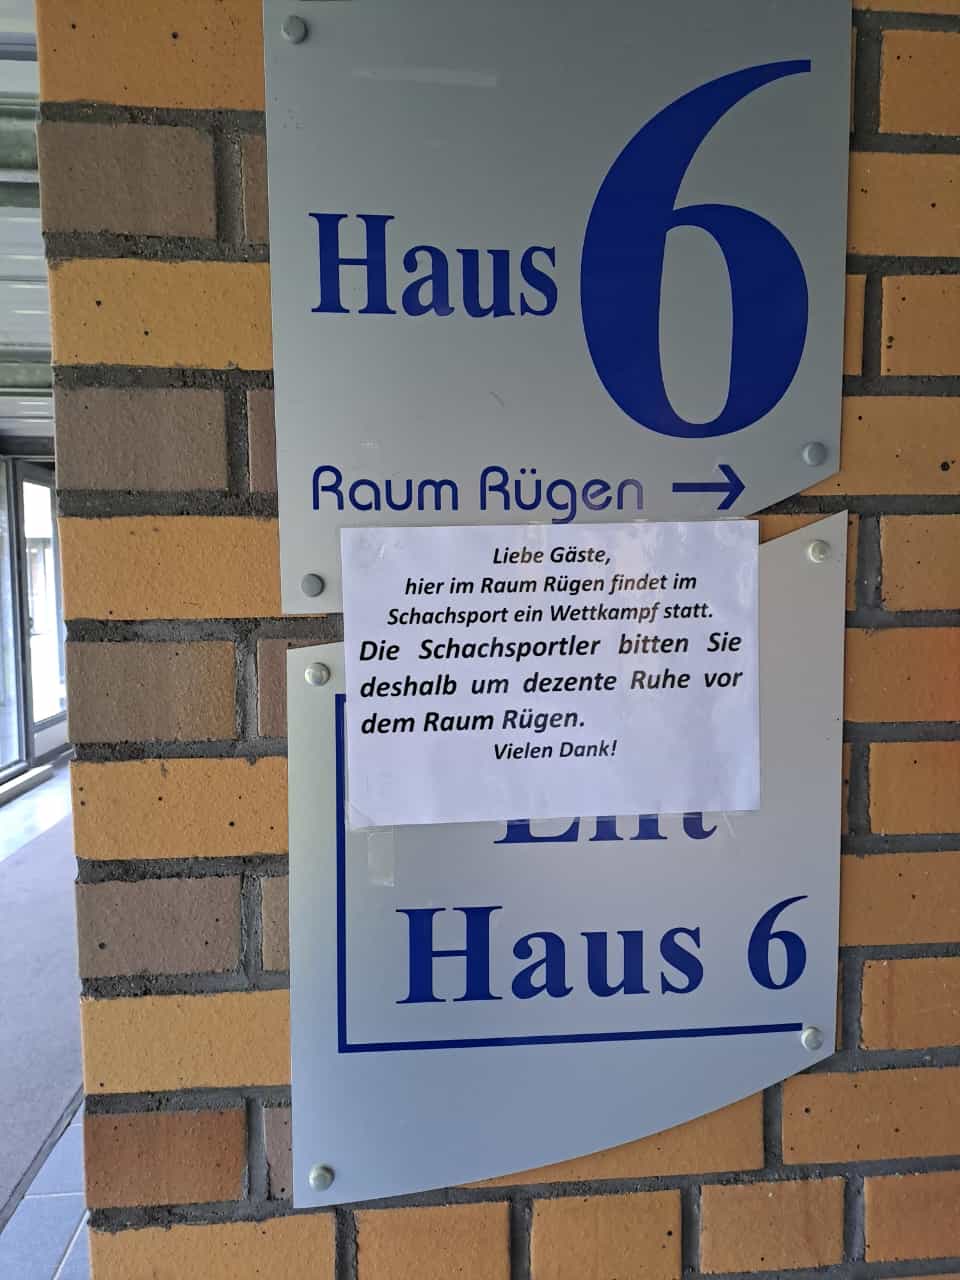 Haus 6
Raum Rügen →
Liebe Gäste,
hier im Raum Rügen findet im
Schachsport ein Wettkampf statt.
Die Schachsportler bitten Sie
deshalb um dezente Ruhe vor
dem Raum Rügen.
Vielen Dank!
Lift
Haus 6